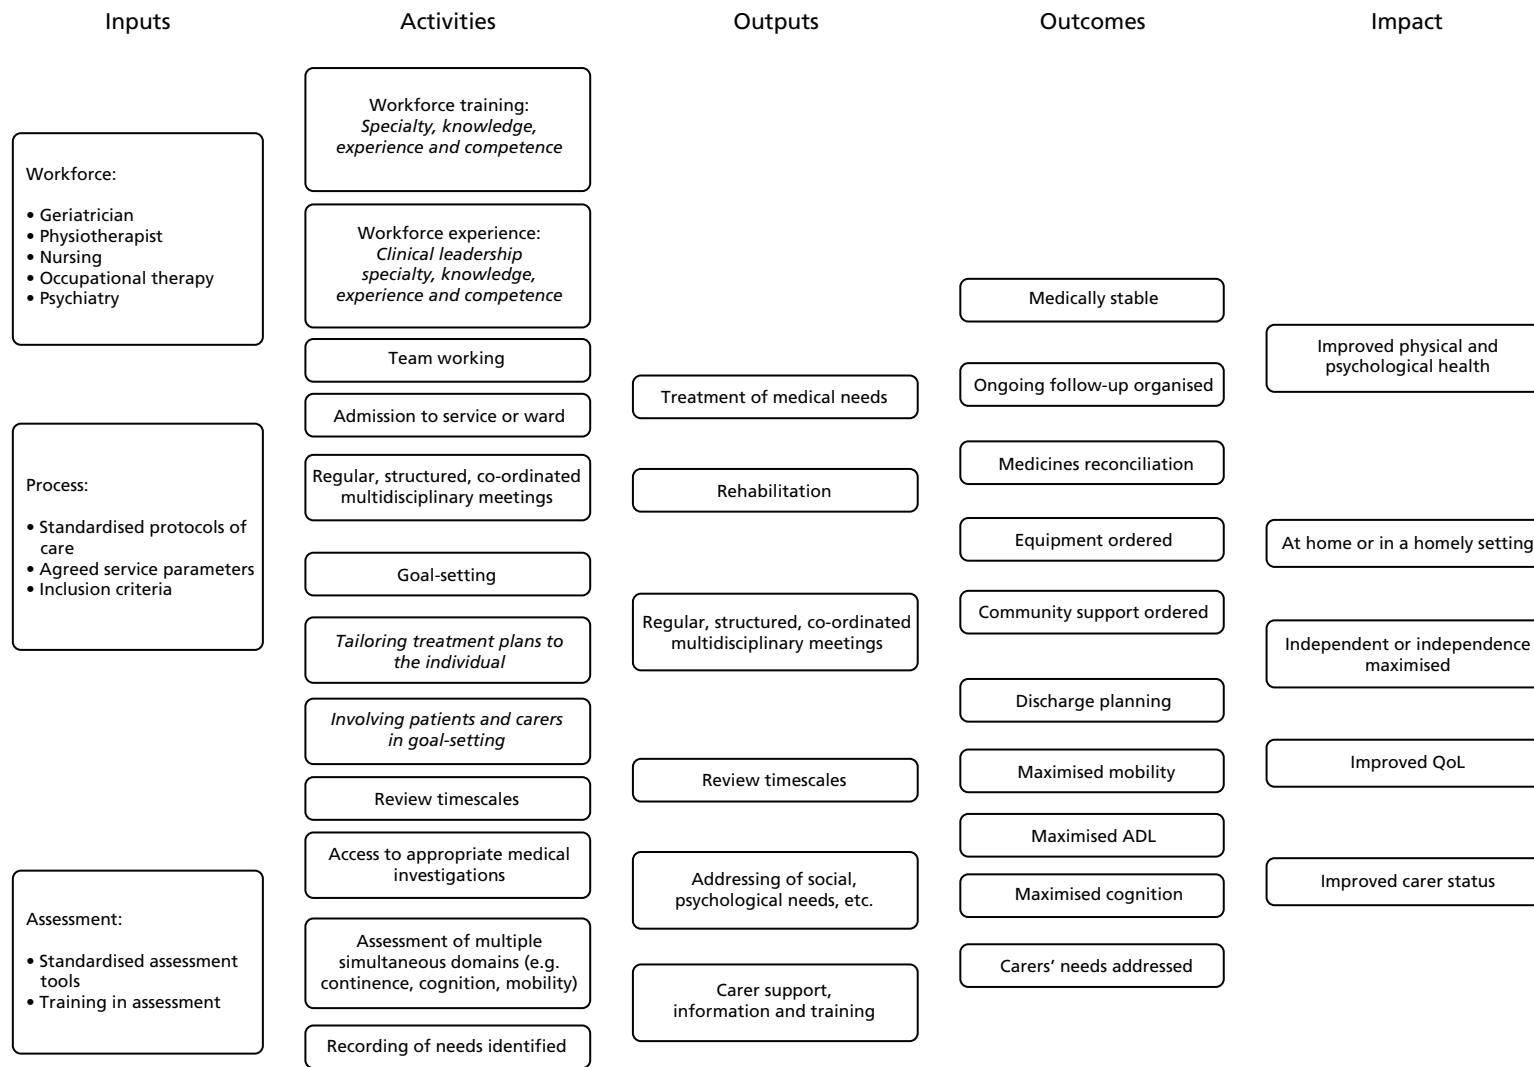 Inputs
Activities
Outputs
Outcomes
Impact
Workforce:
• Geriatrician
• Physiotherapist
• Nursing
• Occupational therapy
• Psychiatry
Process:
• Standardised protocols of
care
• Agreed service parameters
• Inclusion criteria
Assessment:
• Standardised assessment
tools
• Training in assessment
Workforce training:
Specialty, knowledge,
experience and competence
Workforce experience:
Clinical leadership
specialty, knowledge,
experience and competence
Team working
Admission to service or ward
Regular, structured, co-ordinated
multidisciplinary meetings
Goal-setting
Tailoring treatment plans to
the individual
Involving patients and carers
in goal-setting
Review timescales
Access to appropriate medical
investigations
Assessment of multiple
simultaneous domains (e.g.
continence, cognition, mobility)
Recording of needs identified
Treatment of medical needs
Rehabilitation
Regular, structured, co-ordinated
multidisciplinary meetings
Review timescales
Addressing of social,
psychological needs, etc.
Carer support,
information and training
Medically stable
Ongoing follow-up organised
Medicines reconciliation
Equipment ordered
Community support ordered
Discharge planning
Maximised mobility
Maximised ADL
Maximised cognition
Carers’ needs addressed
Improved physical and
psychological health
At home or in a homely setting
Independent or independence
maximised
Improved QoL
Improved carer status